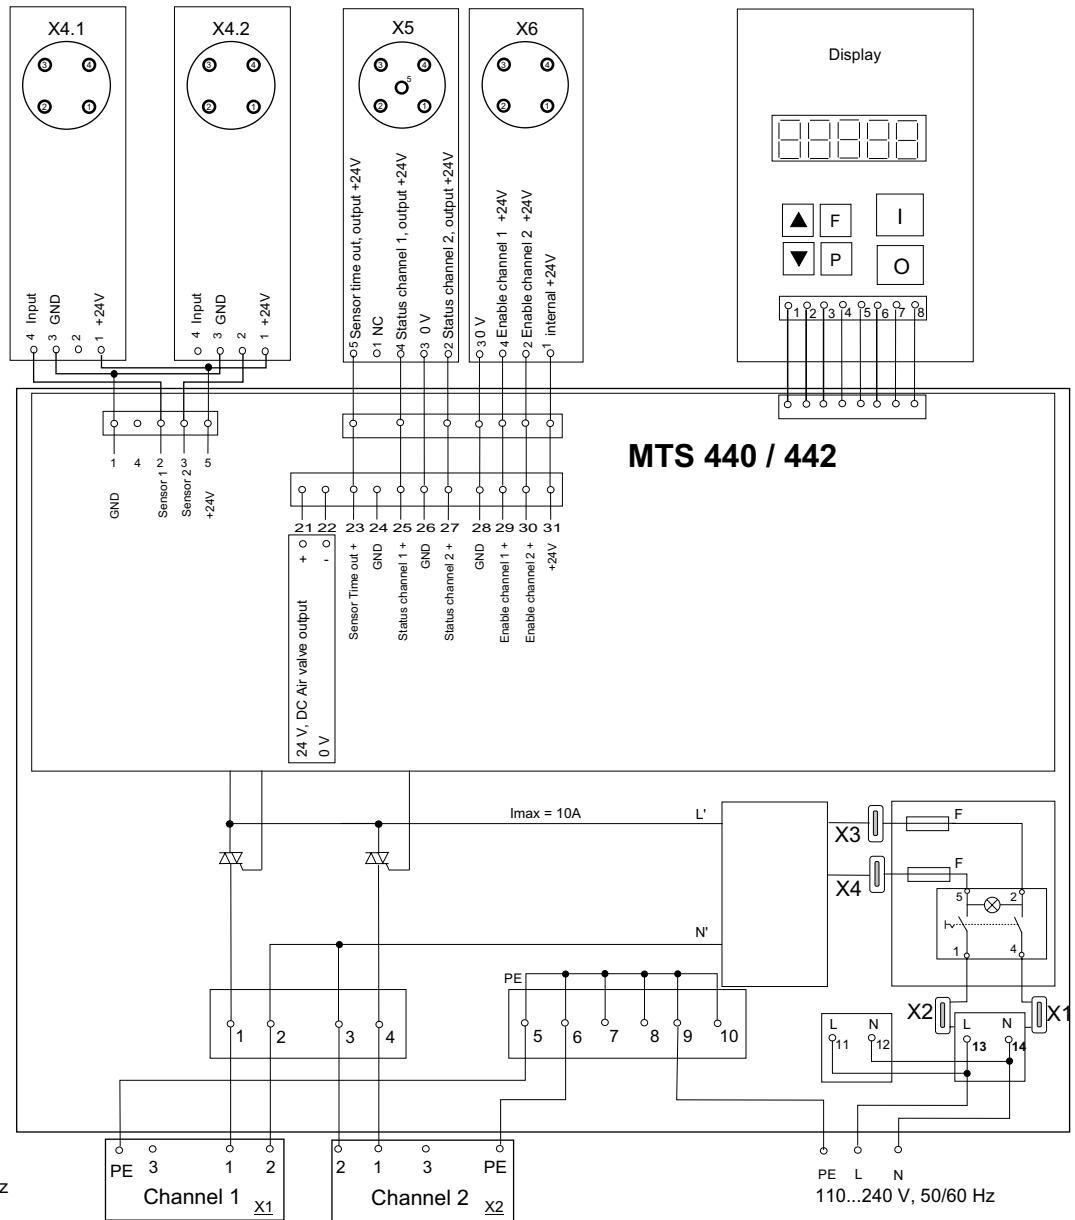 X4.1
3 4
2 1
4 Input
3 GND
2
1 +24V
X4.2
3 4
2 1
4 Input
3 GND
2
1 +24V
X5
3 4
5
2 1
5 Sensor time out, output +24V
1 NC
4 Status channel 1, output +24V
3 0 V
2 Status channel 2, output +24V
X6
3 4
2 1
3 0 V
4 Enable channel 1 +24V
2 Enable channel 2 +24V
1 internal +24V
Display
F
I
P
O
1 2 3 4 5 6 7 8
MTS 440 / 442
1 4 2 3 5
GND
Sensor 1
Sensor 2
+24V
21 22 23 24 25 26 27 28 29 30 31
+
-
24 V, DC Air valve output
0 V
Sensor Time out +
GND
Status channel 1 +
GND
Status channel 2 +
GND
Enable channel 1 +
Enable channel 2 +
+24V
Imax = 10A
L'
X3
F
X4
F
5 2
1 4
N'
PE
X2
X1
1 2 3 4
5 6 7 8 9 10
L N
11 12
L N
13 14
PE 3 1 2
Channel 1 X1
2 1 3 PE
Channel 2 X2
PE L N
110...240 V, 50/60 Hz
z